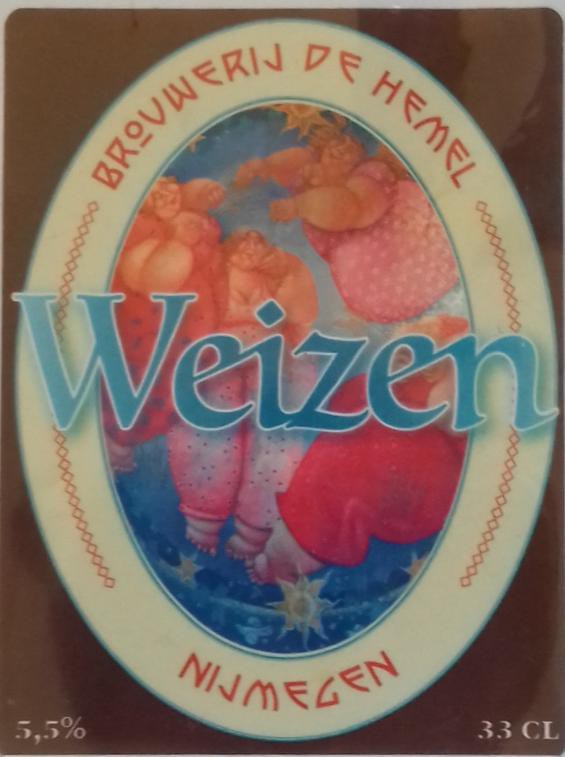 BROUWERIJ DE HEMEL
Weizen
NIJMEGEN
5,5%
33 CL